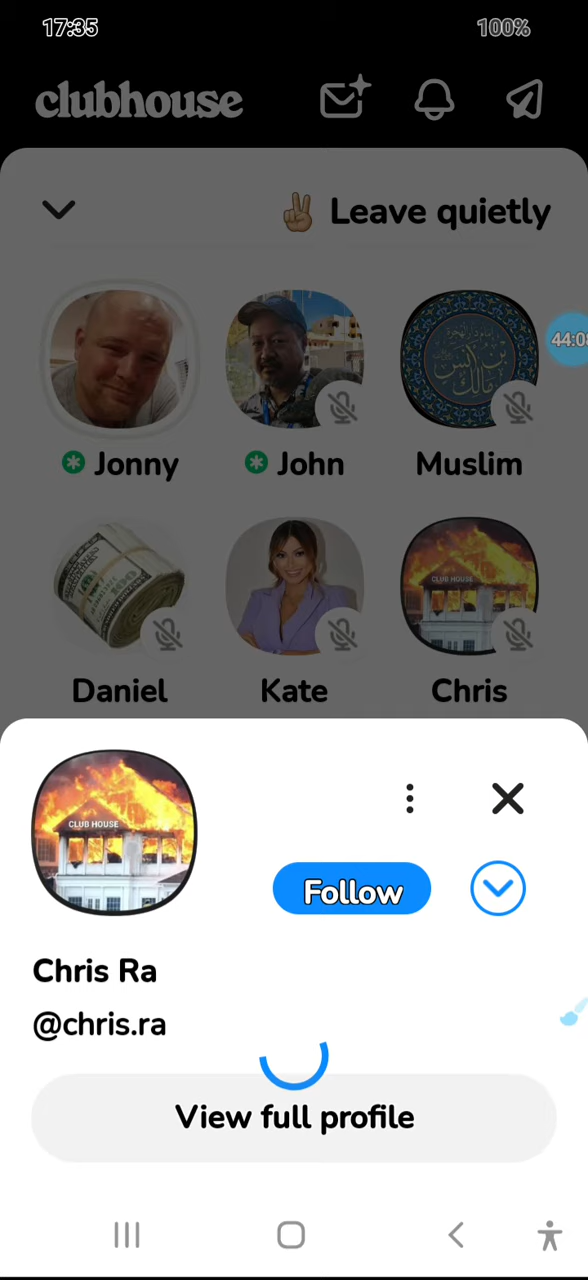 17:35
100%
clubhouse
✌🏼 Leave quietly
44:0
Jonny
John
Muslim
Daniel
Kate
CLUB HOUSE
Chris
CLUB HOUSE
Follow
Chris Ra
@chris.ra
View full profile